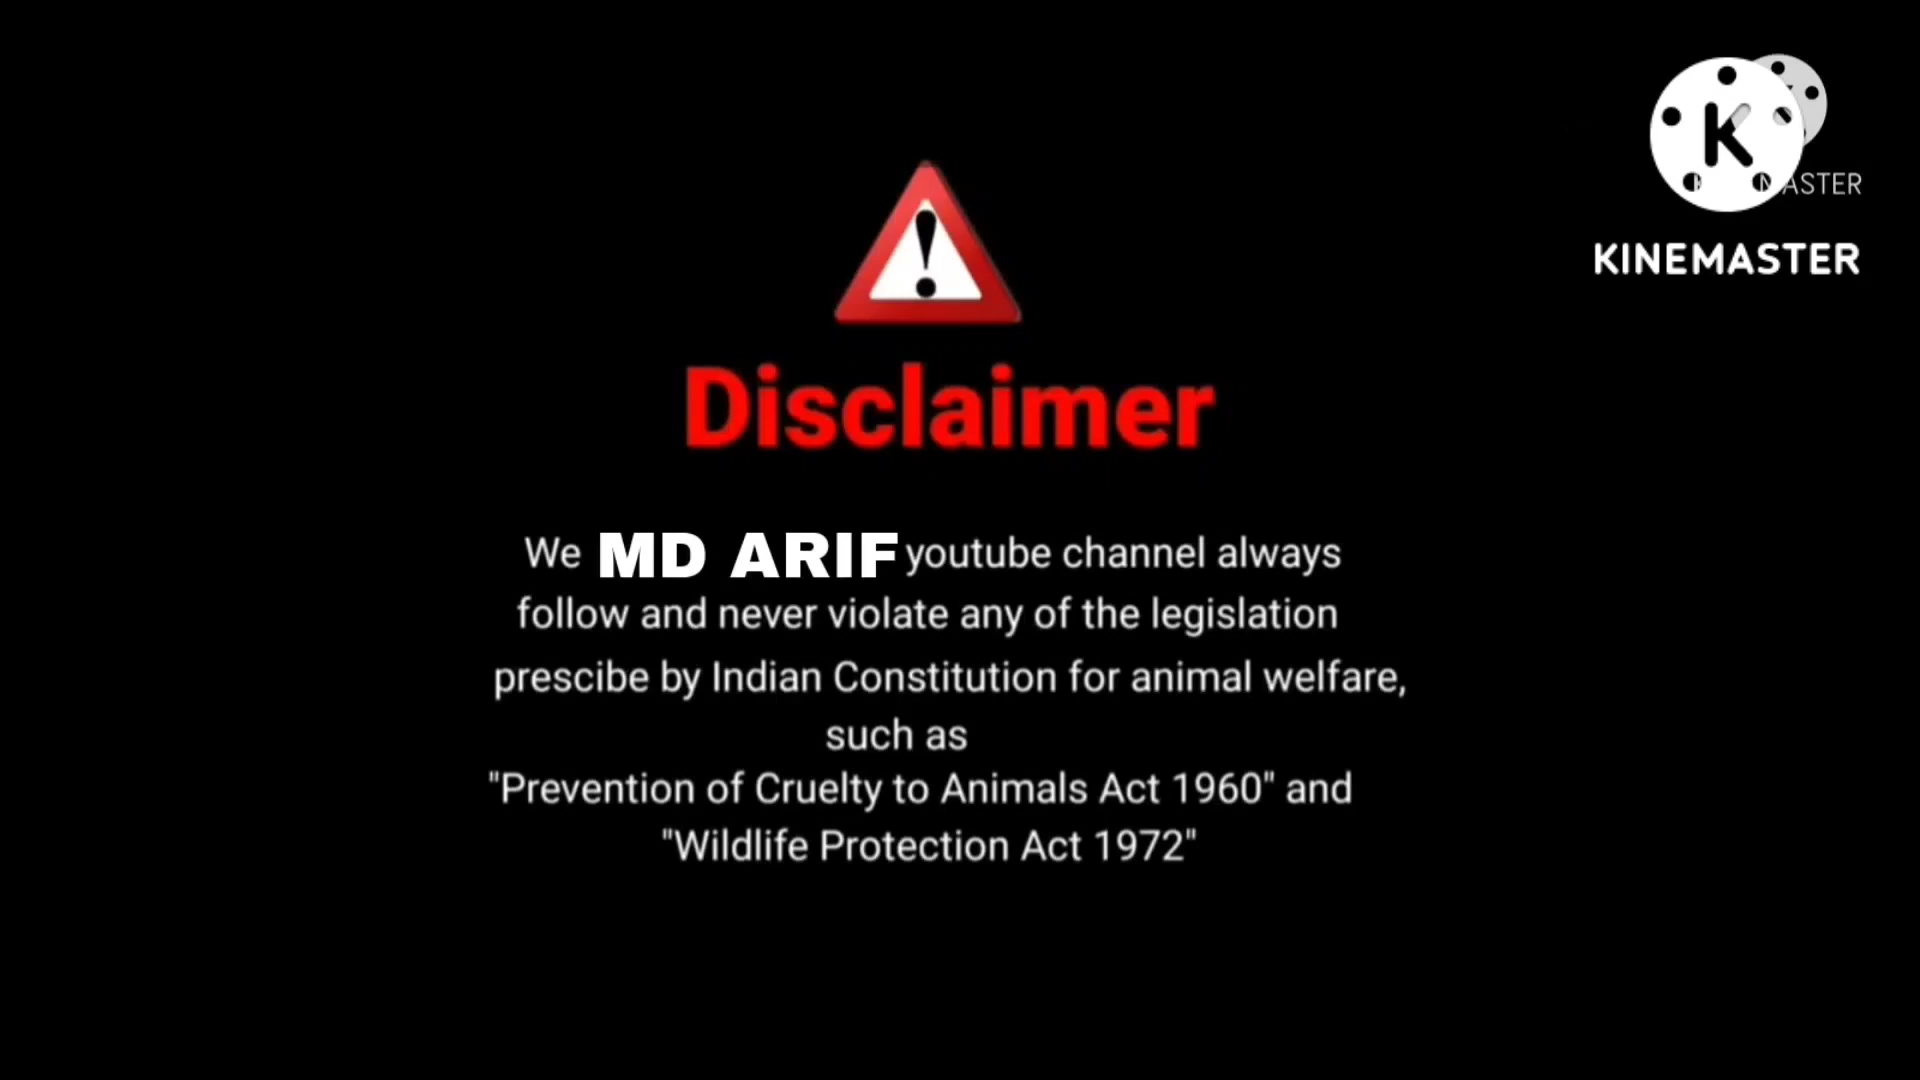 K
MASTER
KINEMASTER
Disclaimer
We MD ARIF youtube channel always
follow and never violate any of the legislation
prescibe by Indian Constitution for animal welfare,
such as
"Prevention of Cruelty to Animals Act 1960" and
"Wildlife Protection Act 1972"